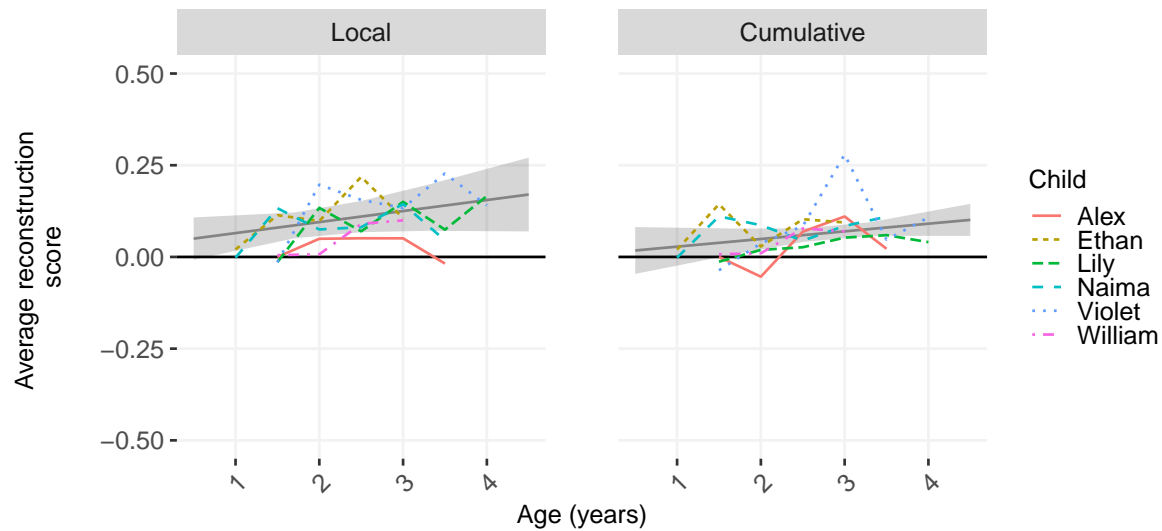 Local
Cumulative
Average reconstruction
score
0.50
0.25
0.00
−0.25
−0.50
1
2
3
4
1
2
3
4
Age (years)
Child
Alex
Ethan
Lily
Naima
Violet
William